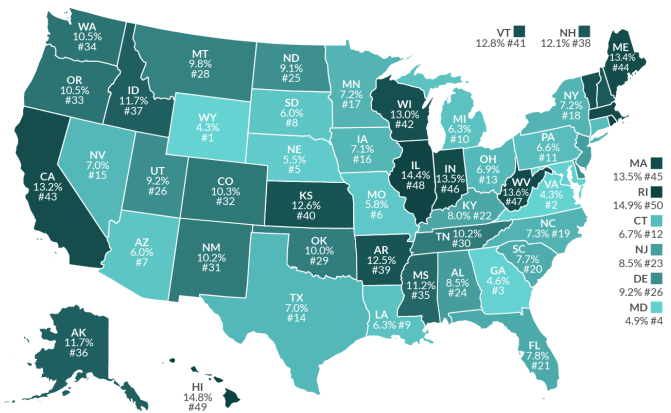 WA
10.5%
#34
OR
10.5%
#33
CA
13.2%
#43
ID
11.7%
#37
NV
7.0%
#15
MT
9.8%
#28
WY
4.3%
#1
UT
9.2%
#26
AZ
6.0%
#7
CO
10.3%
#32
NM
10.2%
#31
ND
9.1%
#25
SD
6.0%
#8
NE
5.5%
#5
KS
12.6%
#40
OK
10.0%
#29
TX
7.0%
#14
MN
7.2%
#17
IA
7.1%
#16
MO
5.8%
#6
AR
12.5%
#39
LA
6.3% #9
WI
13.0%
#42
IL
14.4%
#48
MI
6.3%
#10
IN
13.5%
#46
OH
6.9%
#13
KY
8.0% #22
TN 10.2%
#30
MS
11.2%
#35
AL
8.5%
#24
GA
4.6%
#3
FL
7.8%
#21
SC
7.7%
#20
NC
7.3% #19
VA
4.3%
#2
WV
13.6%
#47
PA
6.6%
#11
NY
7.2%
#18
VT
12.8% #41
NH
12.1% #38
ME
13.4%
#44
MA
13.5% #45
RI
14.9% #50
CT
6.7% #12
NJ
8.5% #23
DE
9.2% #26
MD
4.9% #4
AK
11.7%
#36
HI
14.8%
#49